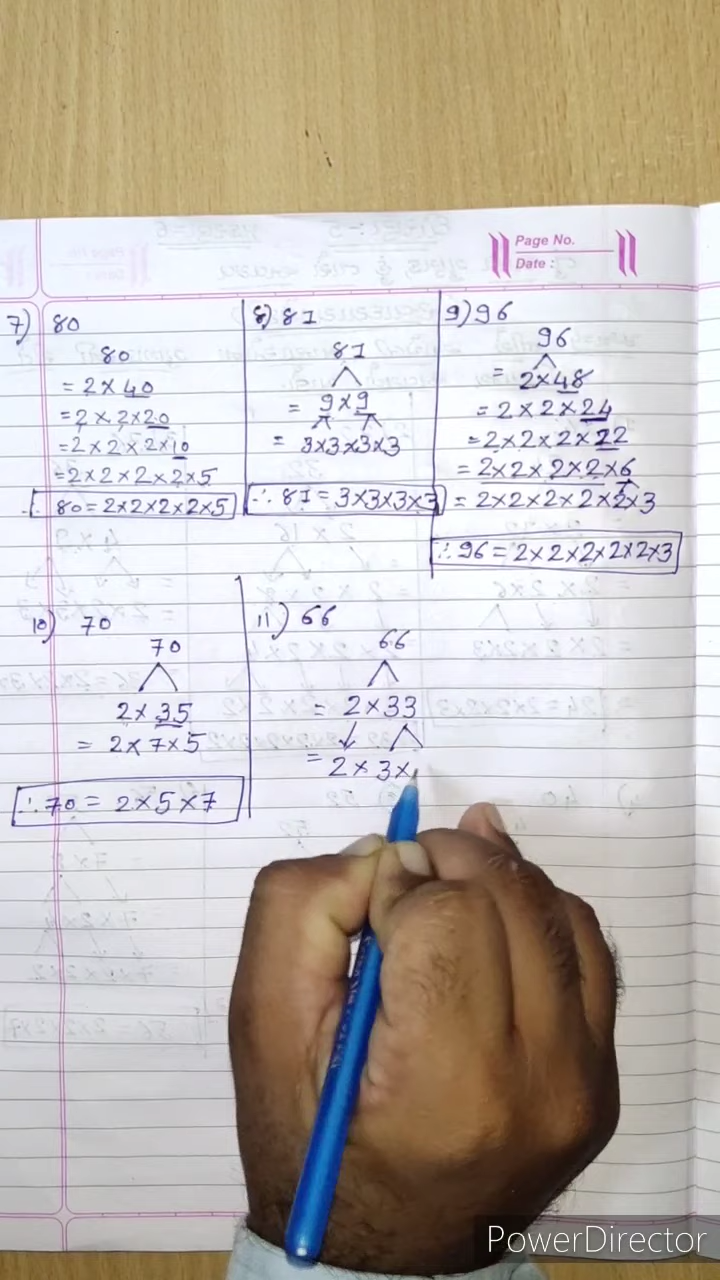 Page No.
Date :
7) 80
80
= 2 × 40
= 2 × 2 × 20
= 2 × 2 × 2 × 10
= 2 × 2 × 2 × 2 × 5
∴ 80 = 2 × 2 × 2 × 2 × 5
8) 81
81
= 9 × 9
= 3 × 3 × 3 × 3
∴ 81 = 3 × 3 × 3 × 3
9) 96
96
= 2 × 48
= 2 × 2 × 24
= 2 × 2 × 2 × 22
= 2 × 2 × 2 × 2 × 6
= 2 × 2 × 2 × 2 × 2 × 3
∴ 96 = 2 × 2 × 2 × 2 × 2 × 3
10) 70
70
2 × 35
= 2 × 7 × 5
∴ 70 = 2 × 5 × 7
11) 66
66
= 2 × 33
= 2 × 3 ×
PowerDirector